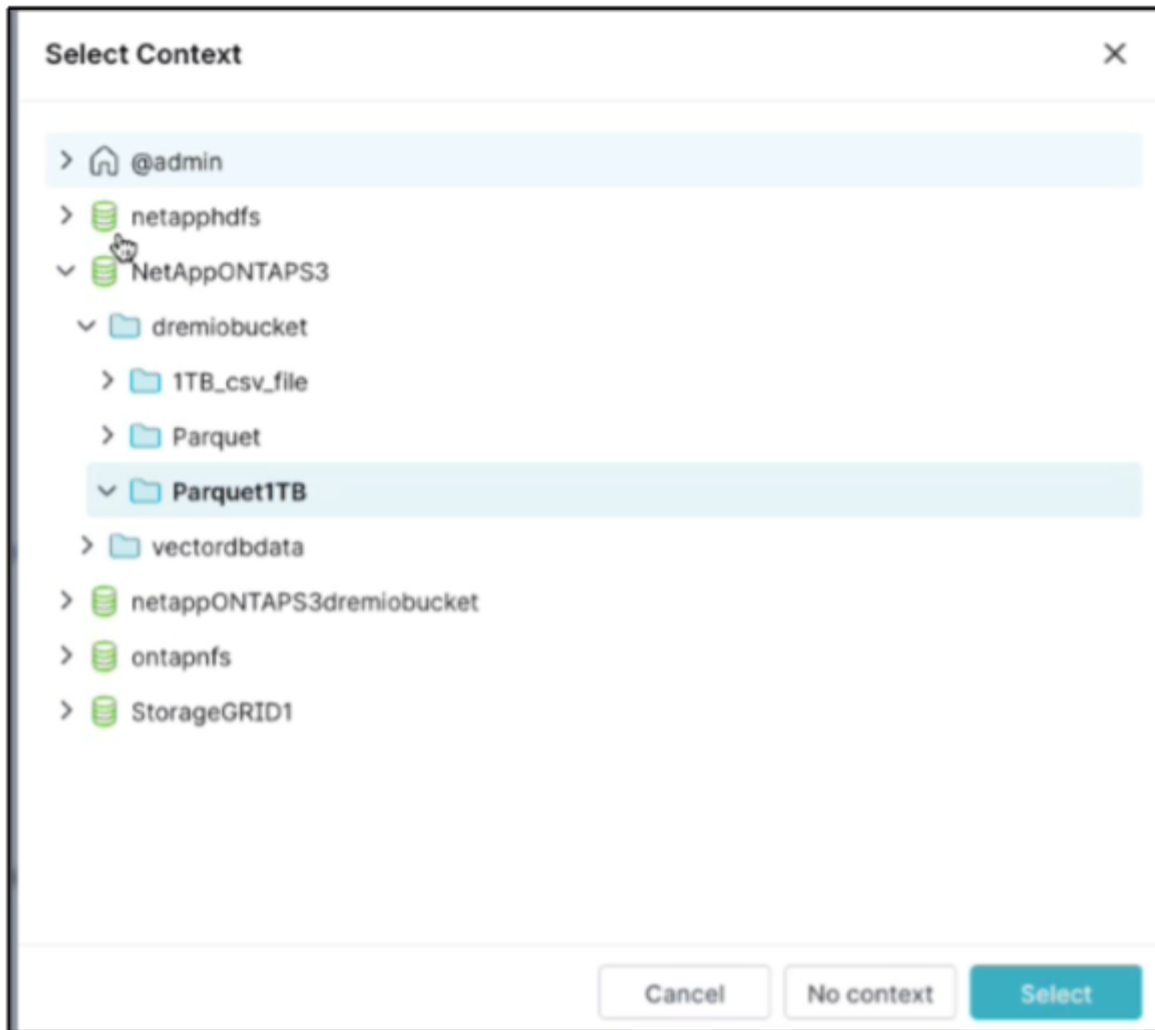 Select Context
@admin
netapphdfs
NetAppONTAPS3
dremiobucket
1TB_csv_file
Parquet
Parquet1TB
vectordbdata
netappONTAPS3dremiobucket
ontapnfs
StorageGRID1
Cancel No context Select